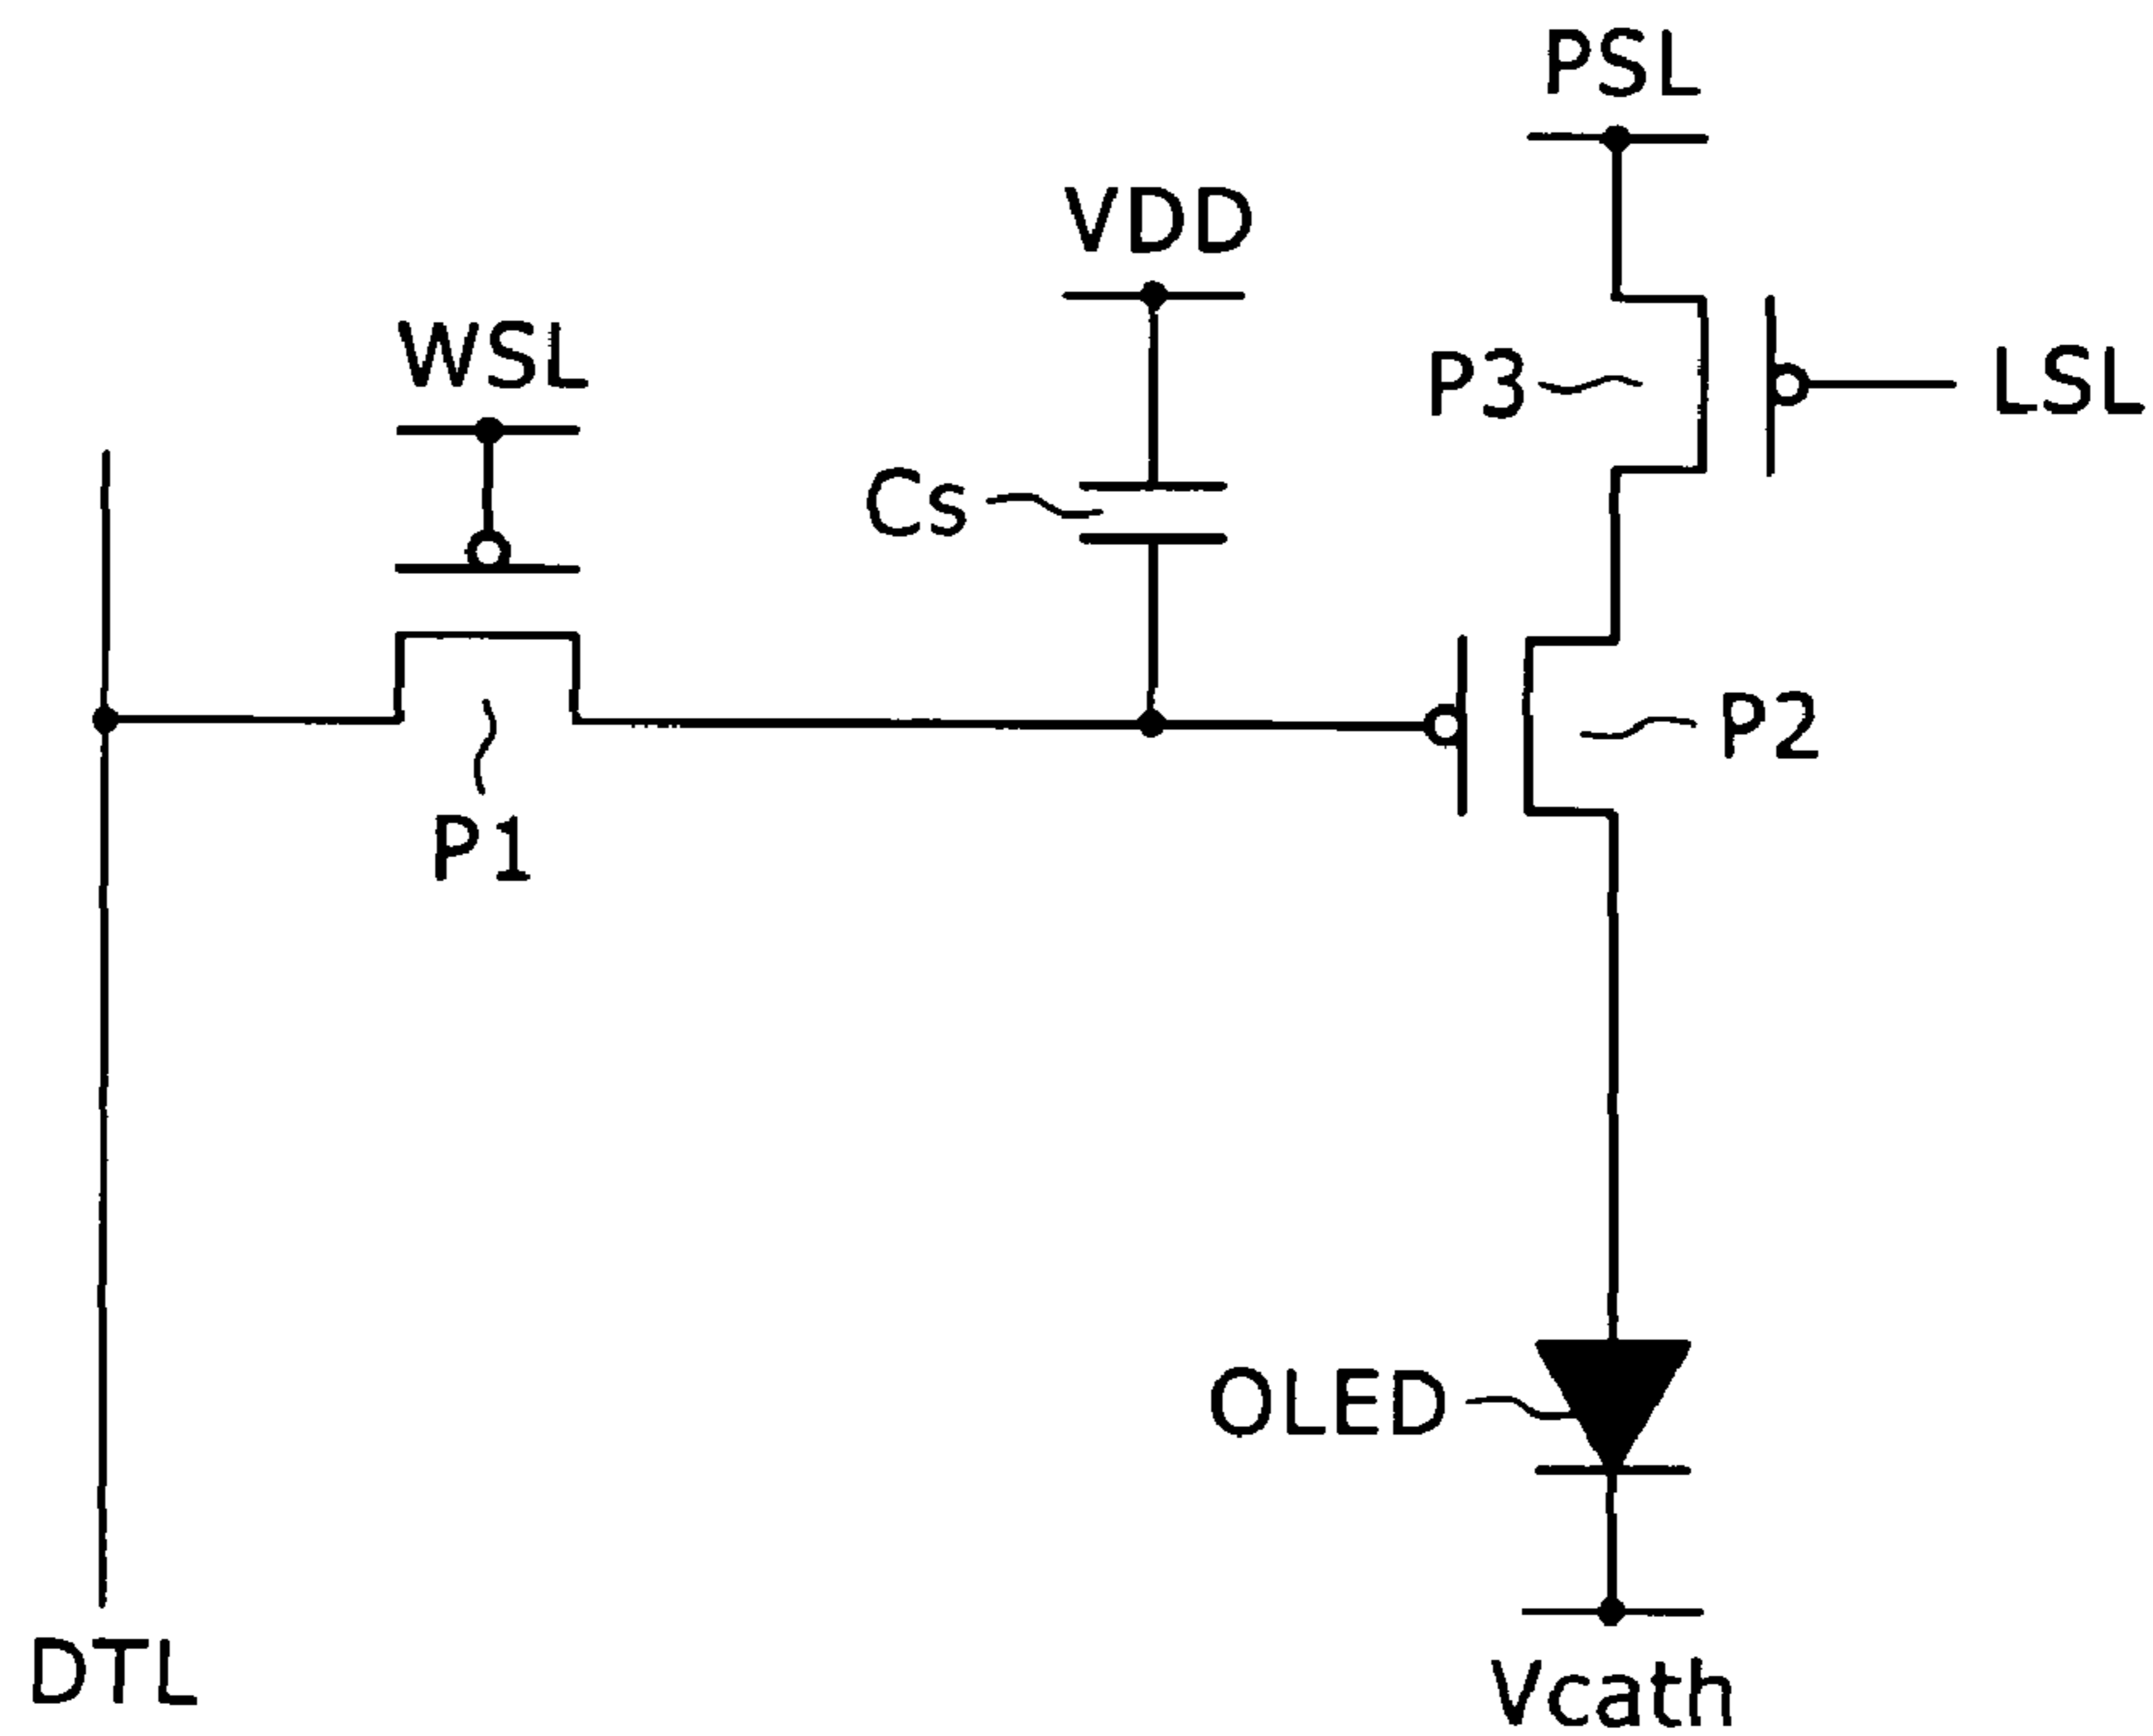 PSL
VDD
WSL
P3
LSL
Cs
P2
P1
OLED
DTL
Vcath